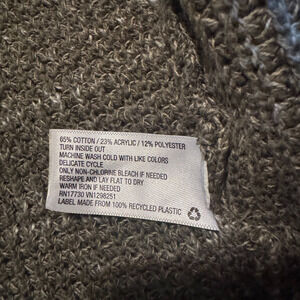 65% COTTON / 23% ACRYLIC / 12% POLYESTER
TURN INSIDE OUT
MACHINE WASH COLD WITH LIKE COLORS
DELICATE CYCLE
ONLY NON-CHLORINE BLEACH IF NEEDED
RESHAPE AND LAY FLAT TO DRY
WARM IRON IF NEEDED
RN17730 VN1298251
LABEL MADE FROM 100% RECYCLED PLASTIC